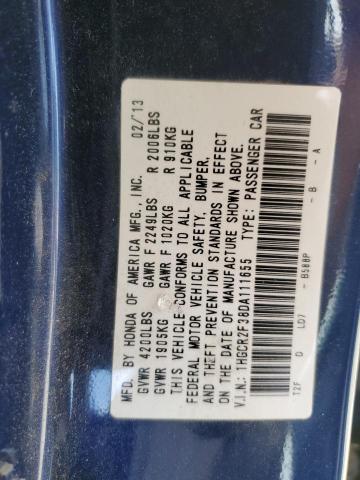 MFD. BY HONDA OF AMERICA MFG., INC. 02/13
GVWR 4200LBS GAWR F 2249LBS R 2006LBS
GVWR 1905KG GAWR F 1020KG R 910KG
THIS VEHICLE CONFORMS TO ALL APPLICABLE
FEDERAL MOTOR VEHICLE SAFETY, BUMPER,
AND THEFT PREVENTION STANDARDS IN EFFECT
ON THE DATE OF MANUFACTURE SHOWN ABOVE.
V.I.N.: 1HGCR2F38DA111655 TYPE: PASSENGER CAR
T2F D LD7 - B588P - B - A